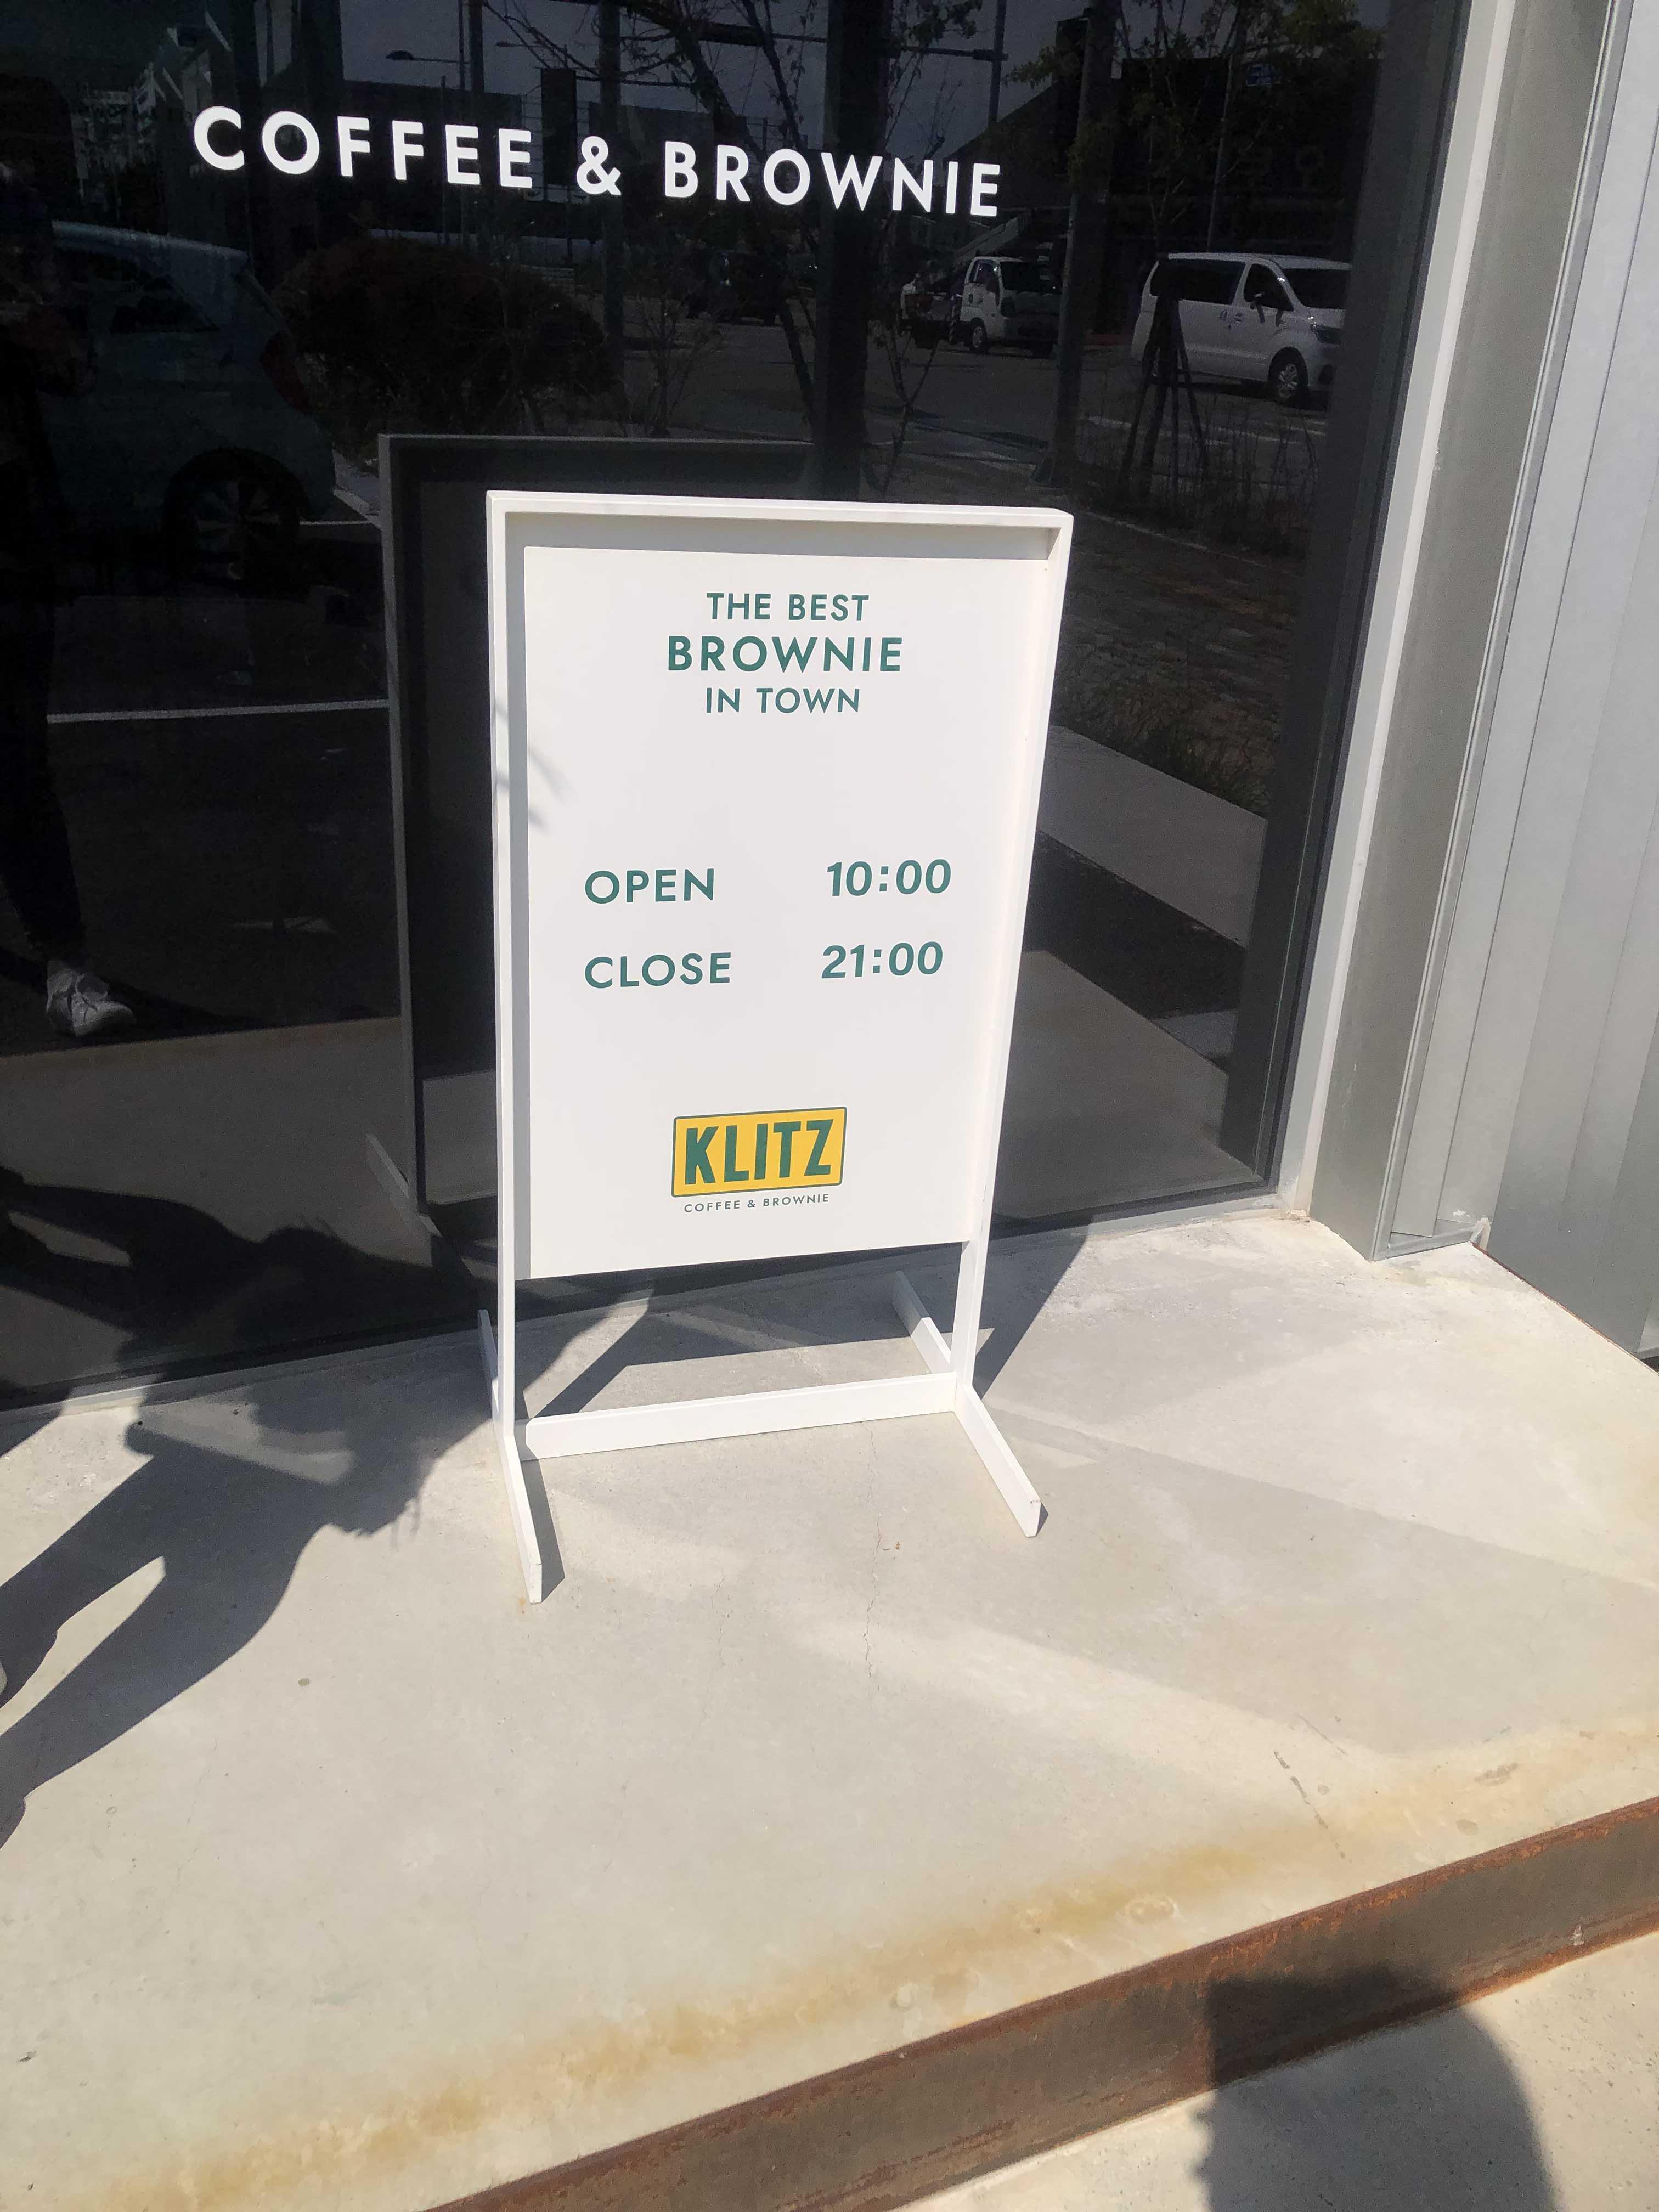 COFFEE & BROWNIE
THE BEST
BROWNIE
IN TOWN
OPEN 10:00
CLOSE 21:00
KLITZ
COFFEE & BROWNIE